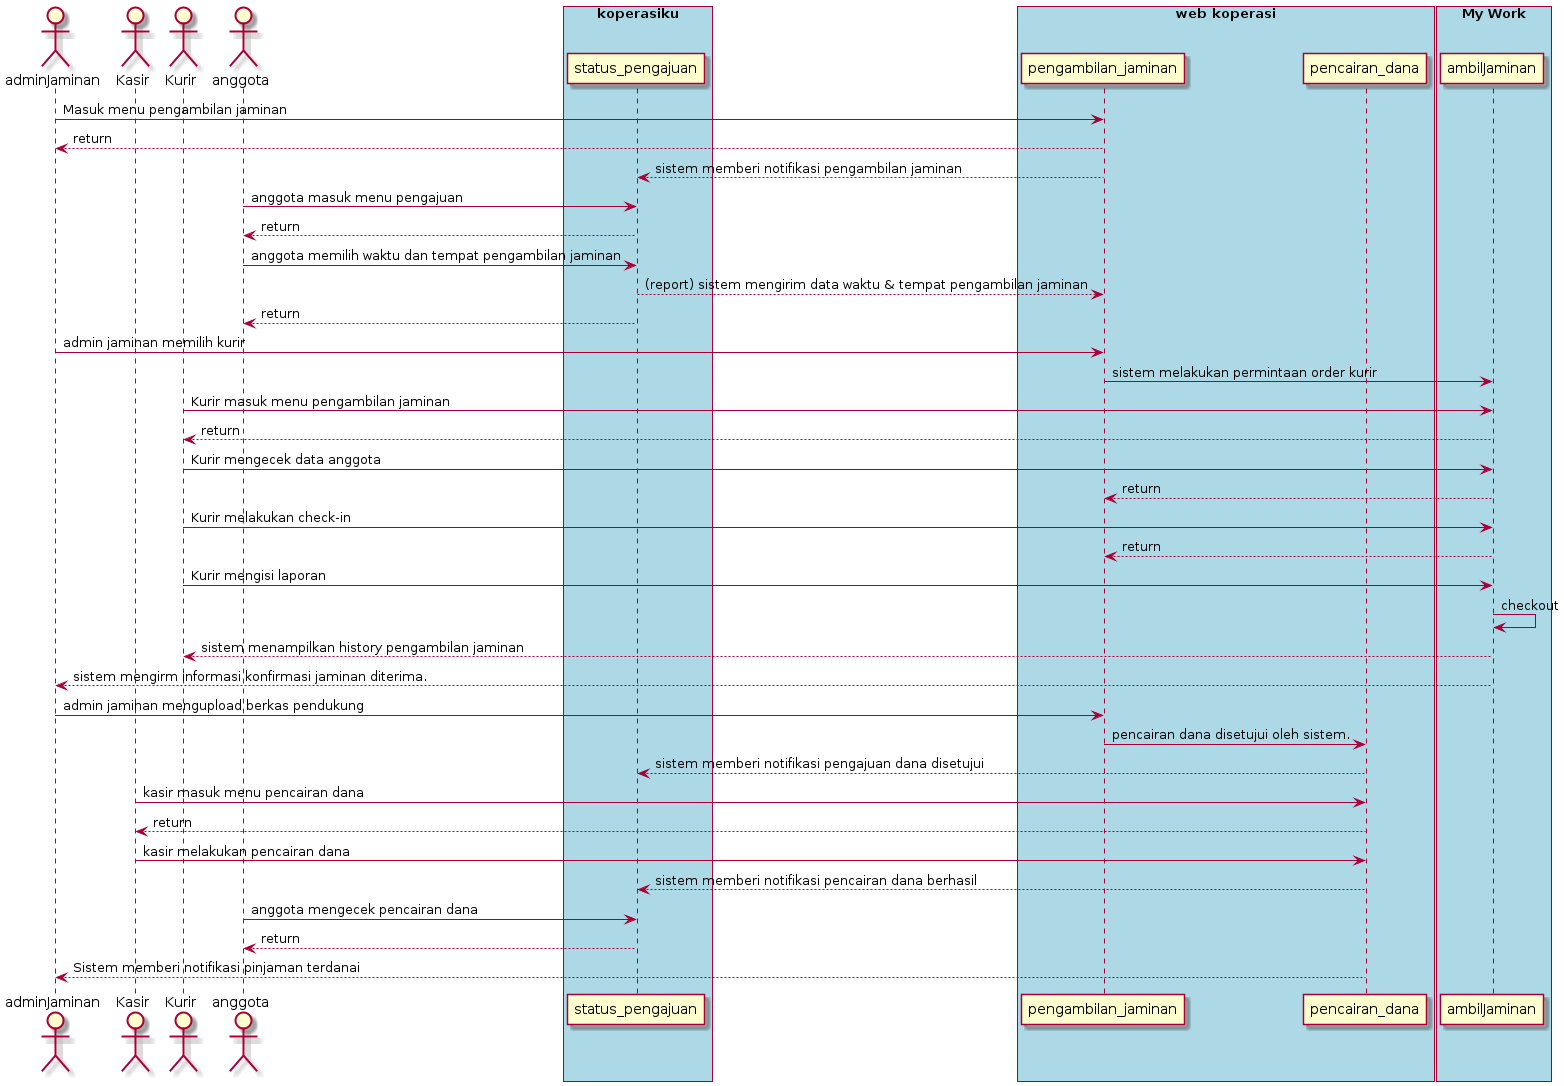 koperasiku
web koperasi
My Work
adminJaminan
Kasir
Kurir
anggota
status_pengajuan
pengambilan_jaminan
pencairan_dana
ambilJaminan
Masuk menu pengambilan jaminan
return
sistem memberi notifikasi pengambilan jaminan
anggota masuk menu pengajuan
return
anggota memilih waktu dan tempat pengambilan jaminan
(report) sistem mengirim data waktu & tempat pengambilan jaminan
return
admin jaminan memilih kurir
sistem melakukan permintaan order kurir
Kurir masuk menu pengambilan jaminan
return
Kurir mengecek data anggota
return
Kurir melakukan check-in
return
Kurir mengisi laporan
checkout
sistem menampilkan history pengambilan jaminan
sistem mengirm informasi konfirmasi jaminan diterima.
admin jaminan mengupload berkas pendukung
pencairan dana disetujui oleh sistem.
sistem memberi notifikasi pengajuan dana disetujui
kasir masuk menu pencairan dana
return
kasir melakukan pencairan dana
sistem memberi notifikasi pencairan dana berhasil
anggota mengecek pencairan dana
return
Sistem memberi notifikasi pinjaman terdanai
adminJaminan
Kasir
Kurir
anggota
status_pengajuan
pengambilan_jaminan
pencairan_dana
ambilJaminan